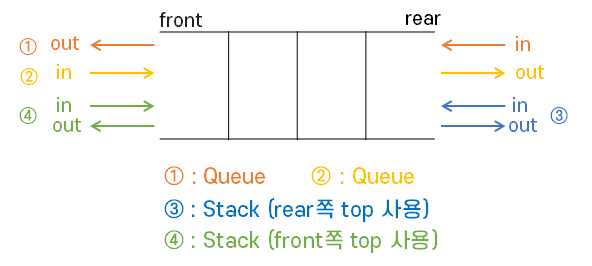 front rear
① out in
② in out
④ in in
out out ③
① : Queue ② : Queue
③ : Stack (rear쪽 top 사용)
④ : Stack (front쪽 top 사용)